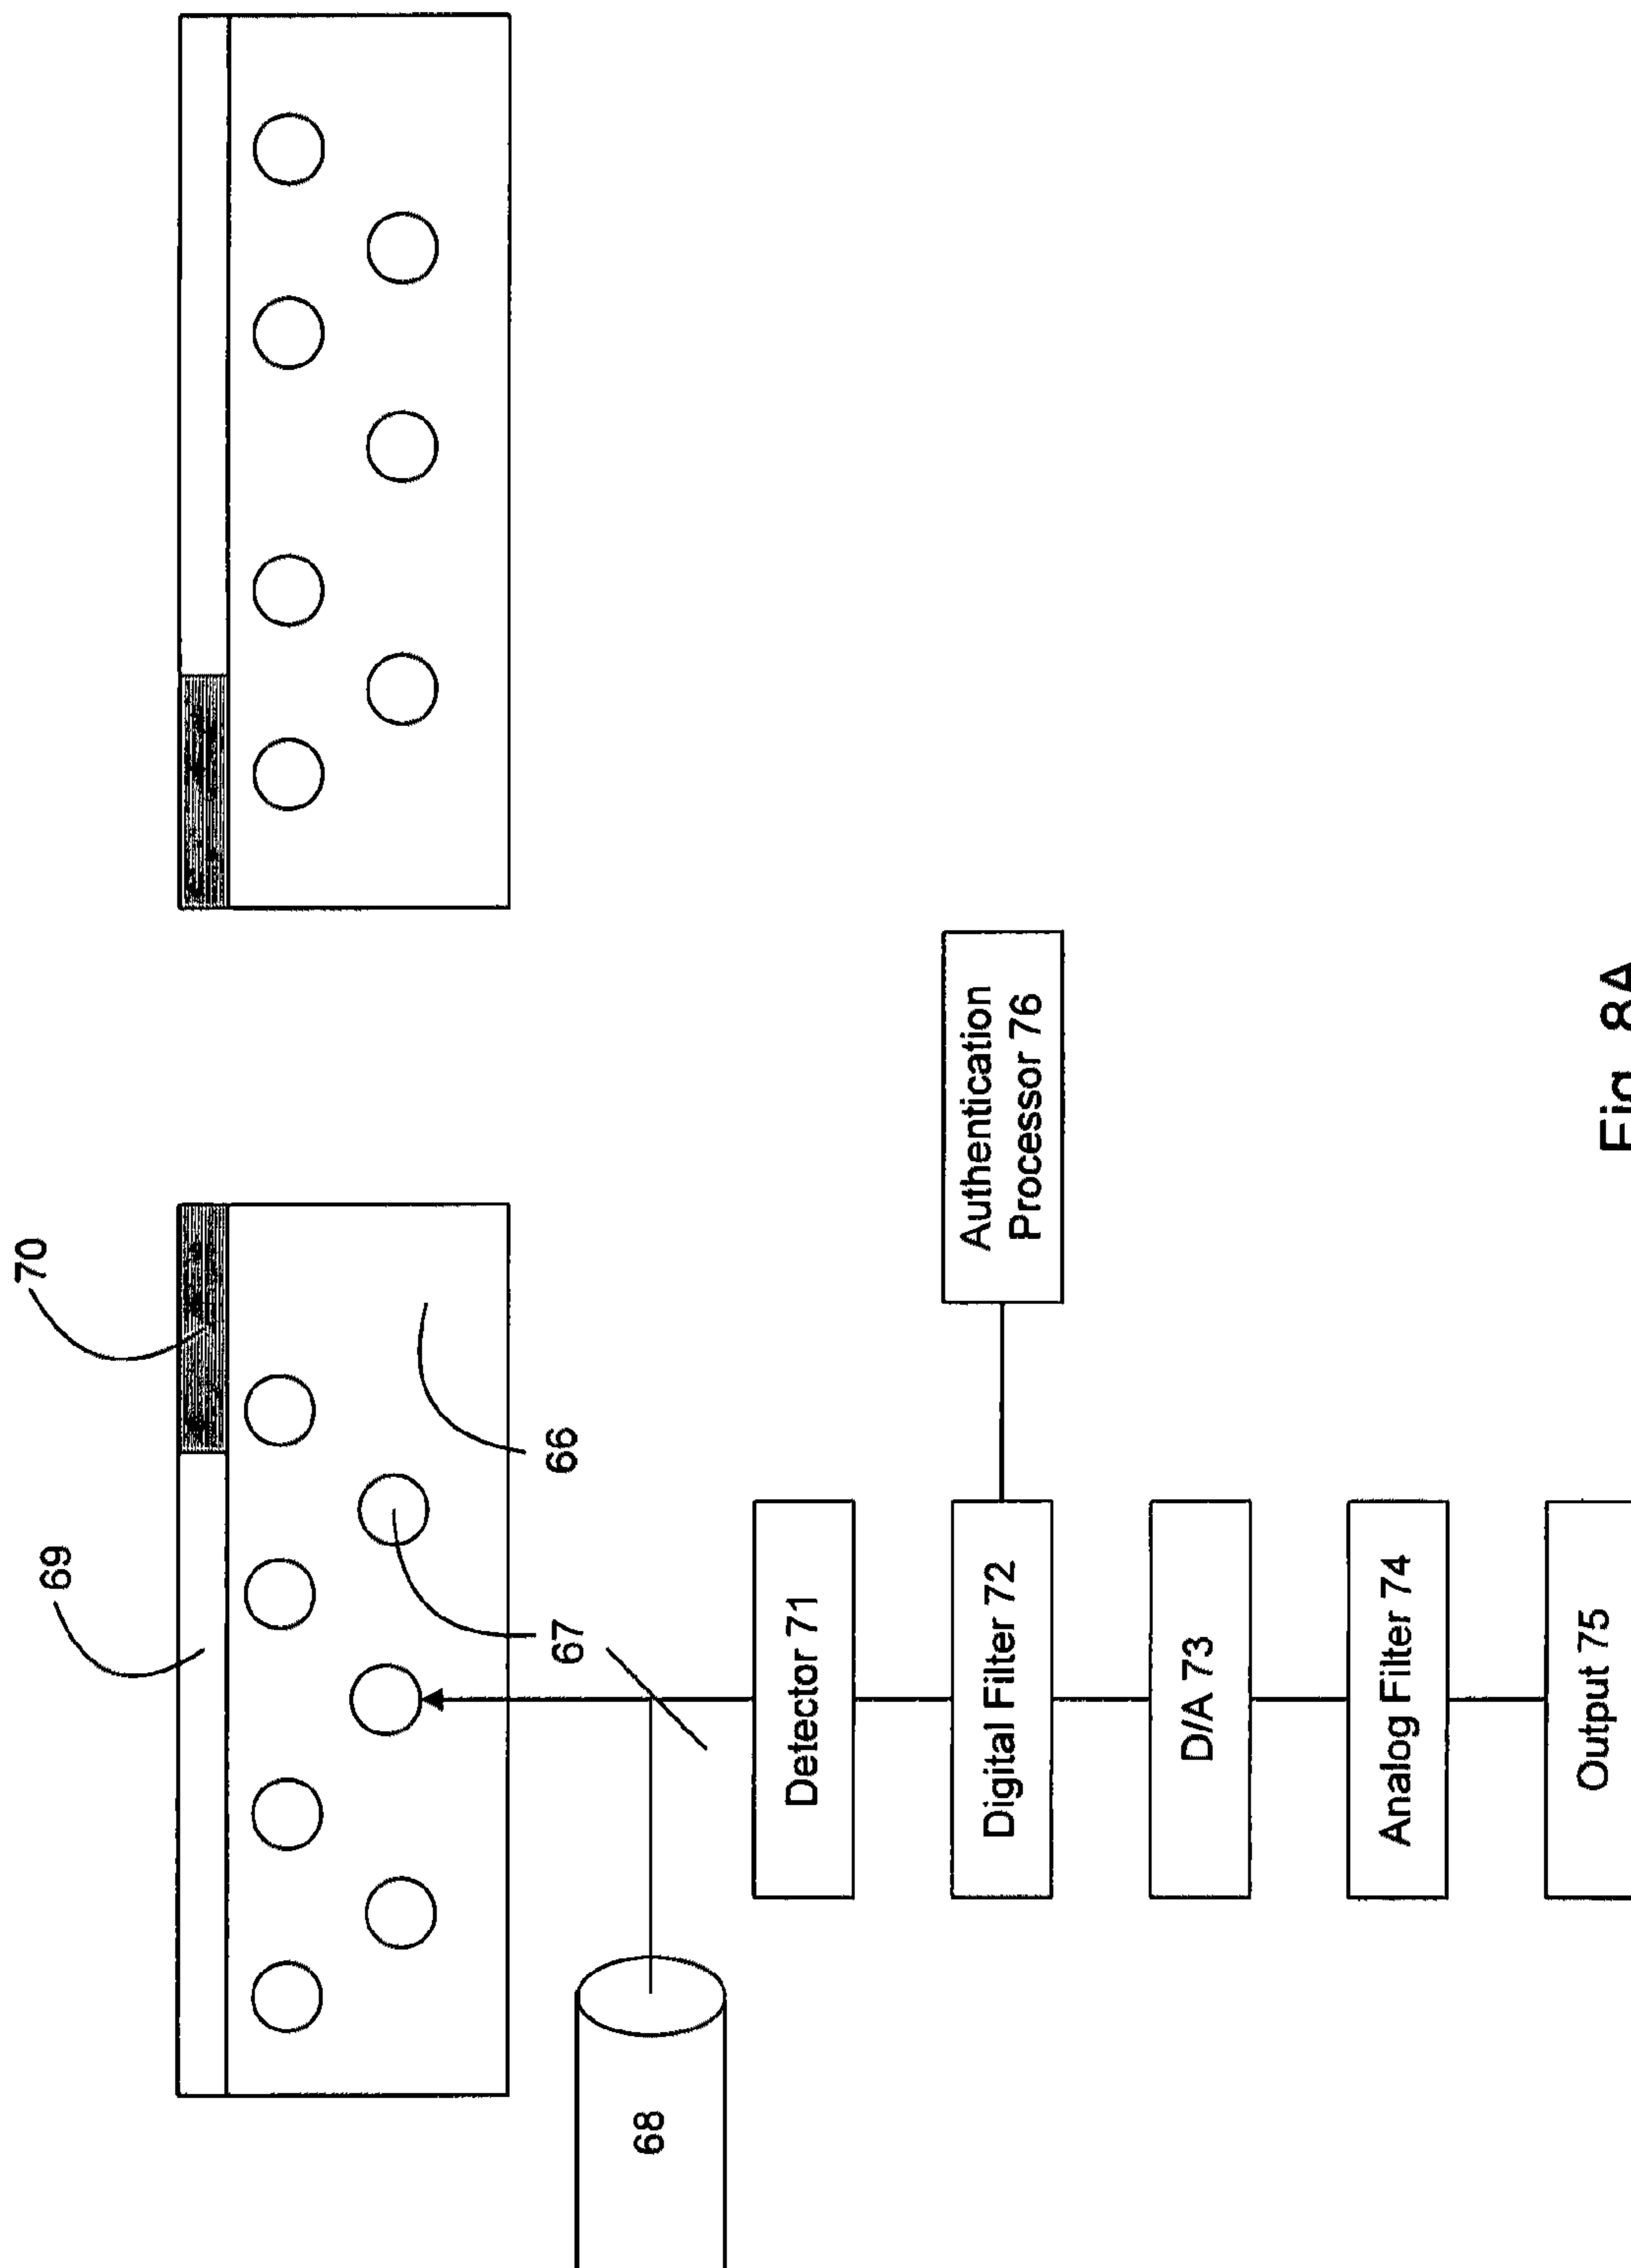 70
69
66
67
68
Detector 71
Digital Filter 72
Authentication
Processor 76
D/A 73
Analog Filter 74
Output 75
Fig. 8A